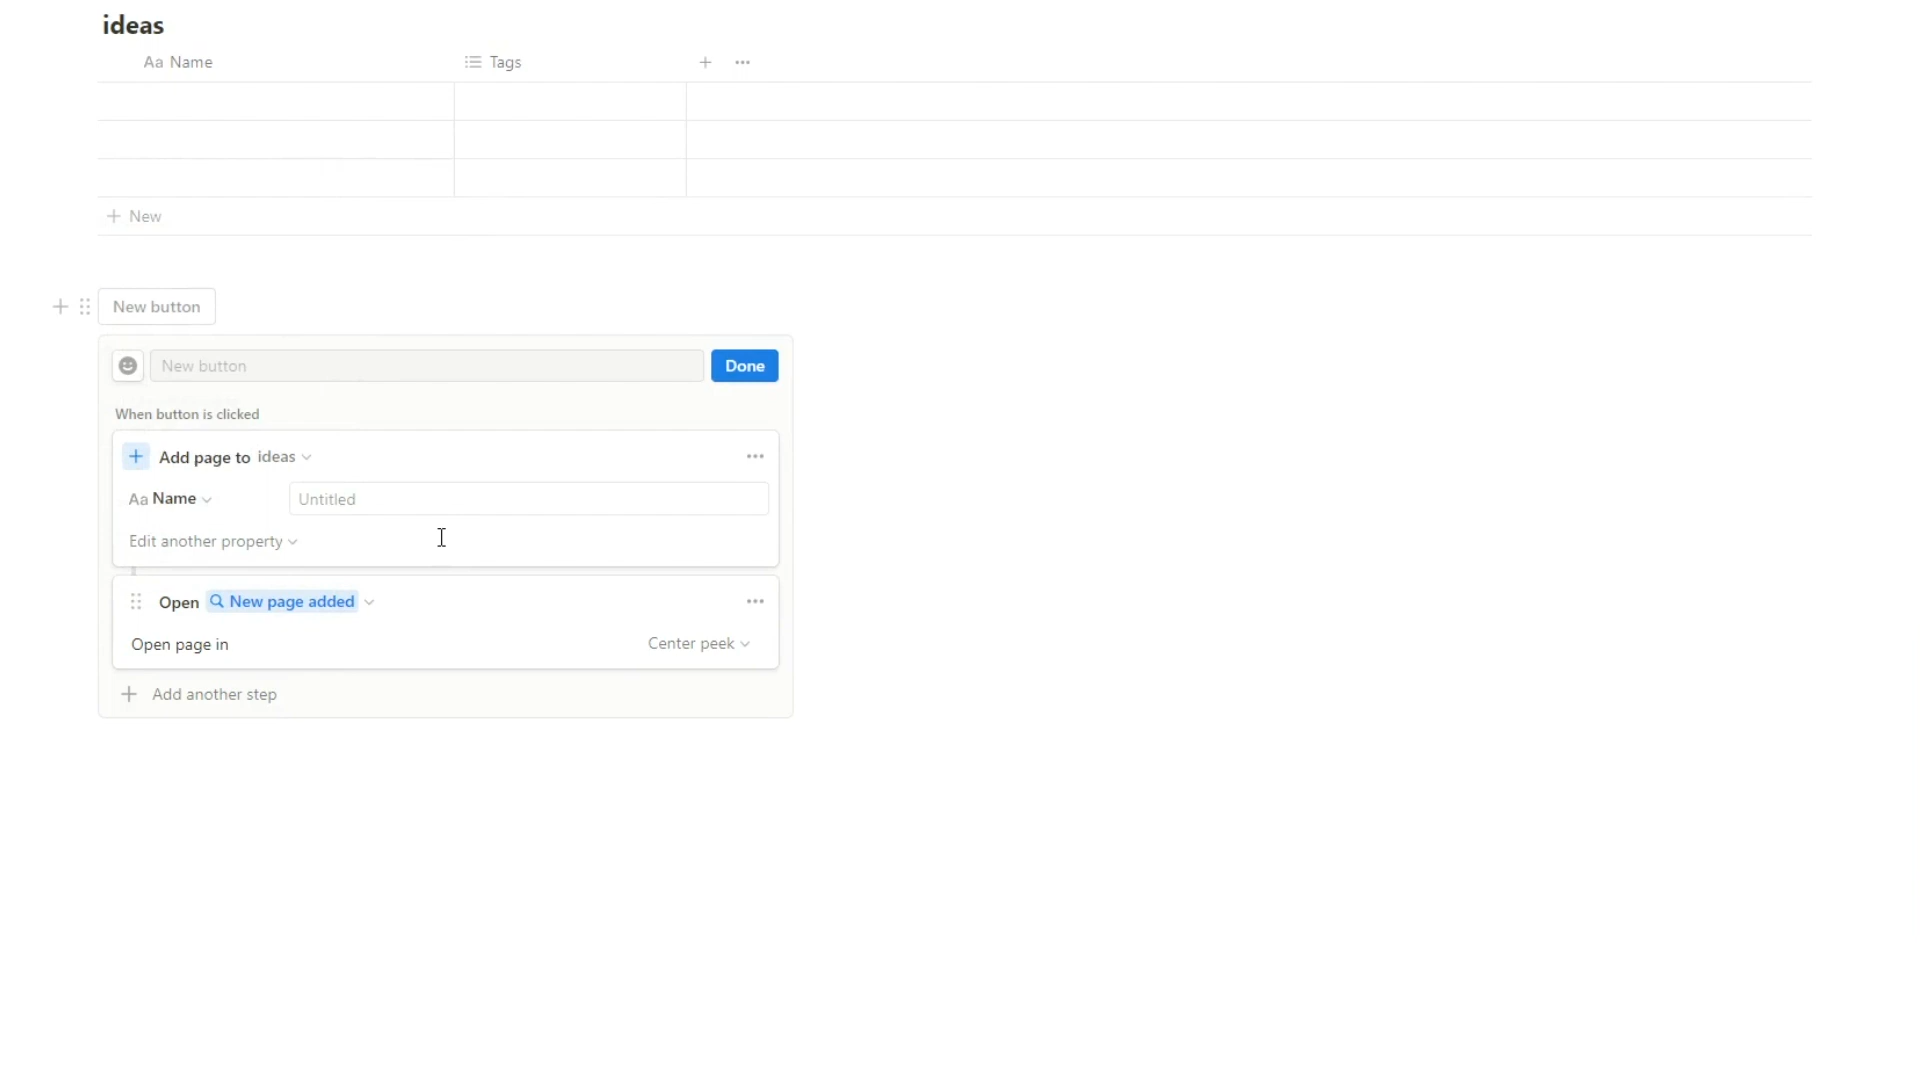 ideas
Aa Name
Tags
New
New button
New button
Done
When button is clicked
Add page to ideas
Aa Name
Untitled
Edit another property
Open New page added
Open page in
Center peek
Add another step